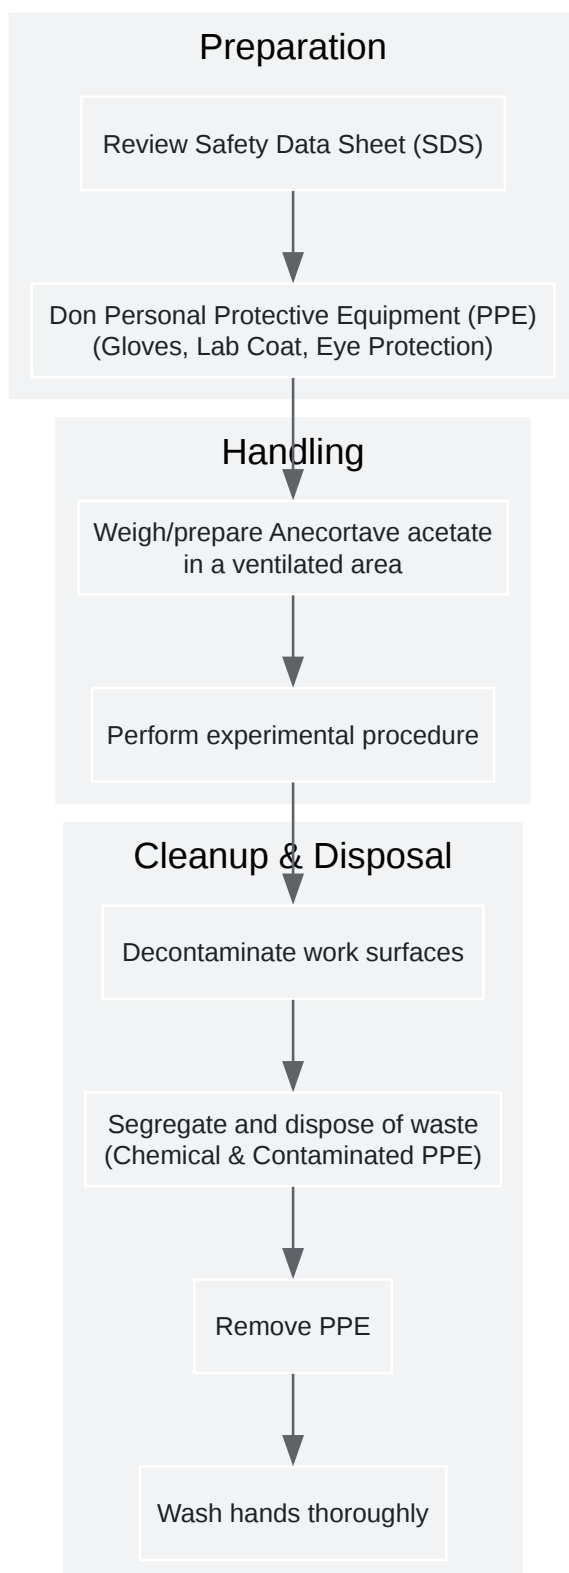 Preparation
Review Safety Data Sheet (SDS)
Don Personal Protective Equipment (PPE)
(Gloves, Lab Coat, Eye Protection)
Handling
Weigh/prepare Anecortave acetate
in a ventilated area
Perform experimental procedure
Cleanup & Disposal
Decontaminate work surfaces
Segregate and dispose of waste
(Chemical & Contaminated PPE)
Remove PPE
Wash hands thoroughly